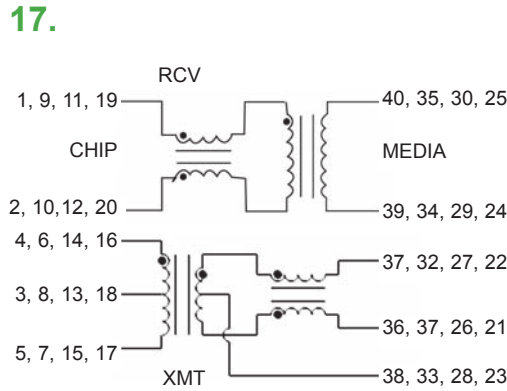 17.
RCV
1, 9, 11, 19
40, 35, 30, 25
CHIP
MEDIA
2, 10,12, 20
39, 34, 29, 24
4, 6, 14, 16
37, 32, 27, 22
3, 8, 13, 18
36, 37, 26, 21
5, 7, 15, 17
XMT
38, 33, 28, 23